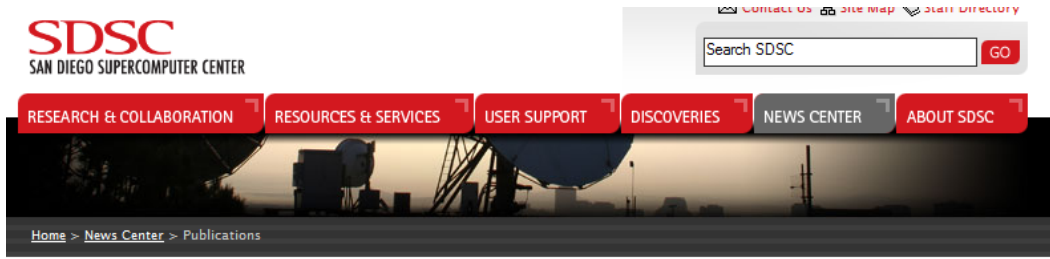 Contact Us Site Map Staff Directory
SDSC
SAN DIEGO SUPERCOMPUTER CENTER
Search SDSC GO
RESEARCH & COLLABORATION RESOURCES & SERVICES USER SUPPORT DISCOVERIES NEWS CENTER ABOUT SDSC
Home > News Center > Publications